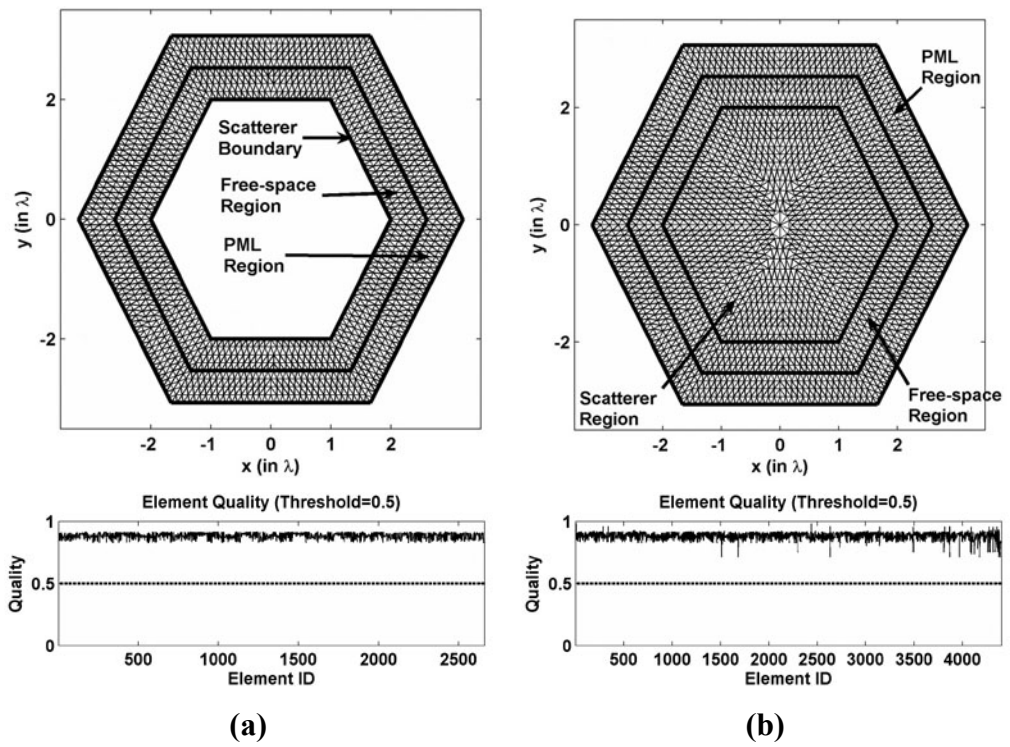 2
0
-2
y (in λ)
Scatterer
Boundary
Free-space
Region
PML
Region
-2 -1 0 1 2
x (in λ)
Element Quality (Threshold=0.5)
1
0.5
0
Quality
500 1000 1500 2000 2500
Element ID
(a)
2
0
-2
y (in λ)
PML
Region
Scatterer
Region
Free-space
Region
-2 -1 0 1 2
x (in λ)
Element Quality (Threshold=0.5)
1
0.5
0
Quality
500 1000 1500 2000 2500 3000 3500 4000
Element ID
(b)